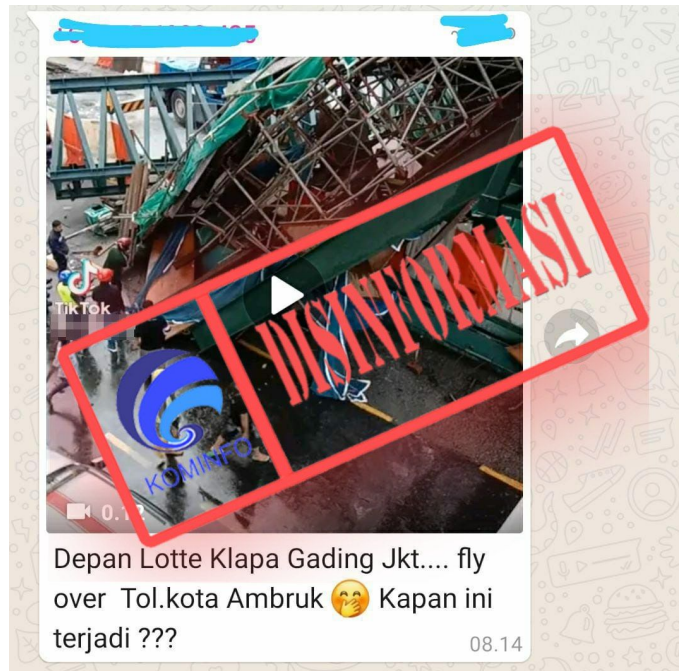 TikTok
DISINFORMASI
KOMINFO
Depan Lotte Klapa Gading Jkt.... fly
over Tol.kota Ambruk 🤭 Kapan ini
terjadi ???
08.14